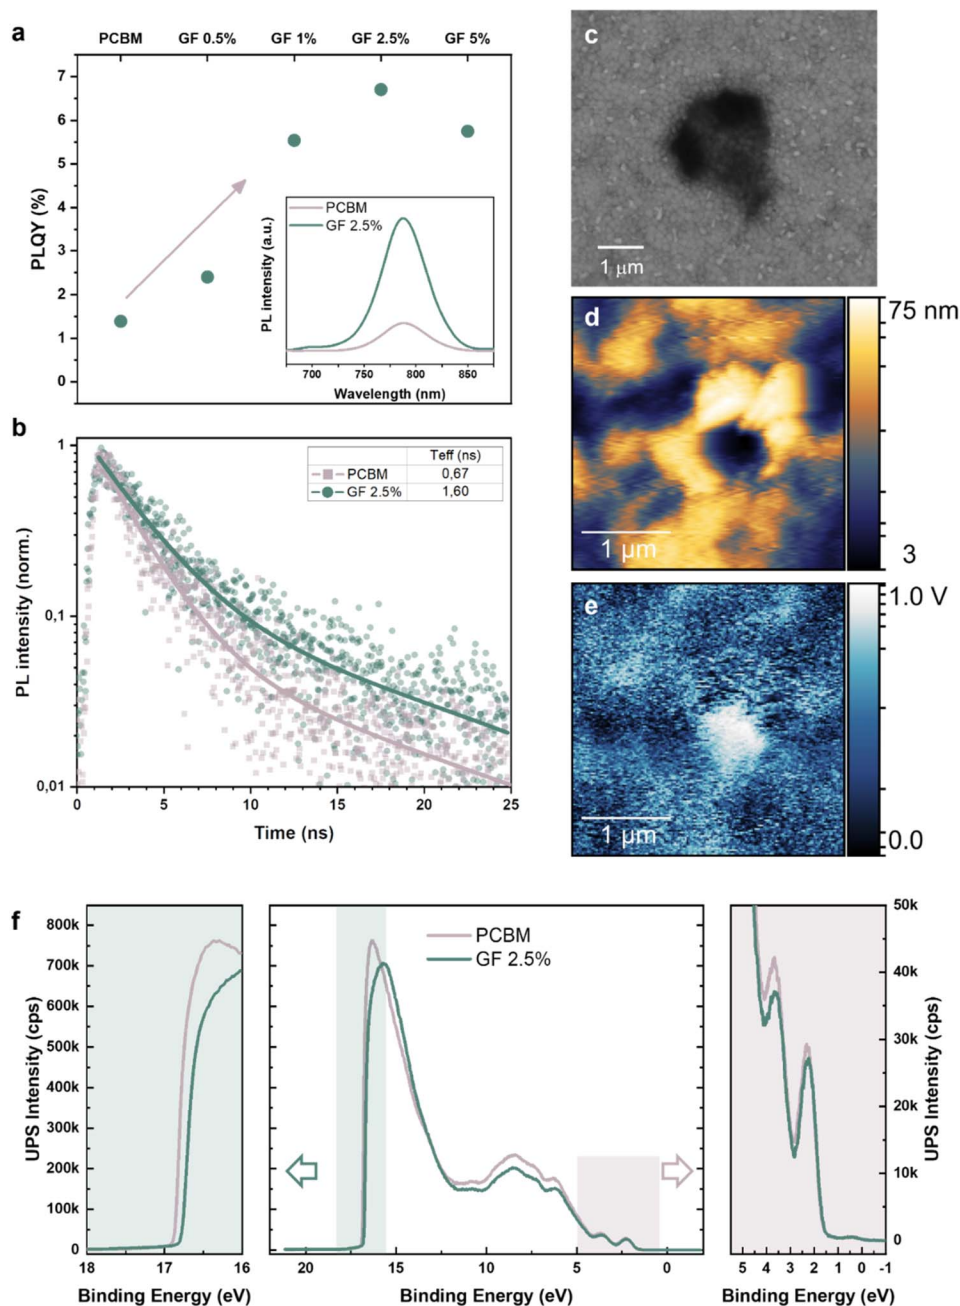 a
PCBM GF 0.5% GF 1% GF 2.5% GF 5%
7
6
5
4
3
2
1
0
PLQY (%)
PCBM
GF 2.5%
PL intensity (a.u.)
700 750 800 850
Wavelength (nm)
b
1
0,1
0,01
PL intensity (norm.)
Teff (ns)
PCBM 0,67
GF 2.5% 1,60
0 5 10 15 20 25
Time (ns)
c
1 µm
d
75 nm
3
1 µm
e
1.0 V
0.0
1 µm
f
800k
700k
600k
500k
400k
300k
200k
100k
0
UPS Intensity (cps)
18 17 16
Binding Energy (eV)
PCBM
GF 2.5%
20 15 10 5 0
Binding Energy (eV)
50k
40k
30k
20k
10k
0
UPS Intensity (cps)
5 4 3 2 1 0 -1
Binding Energy (eV)